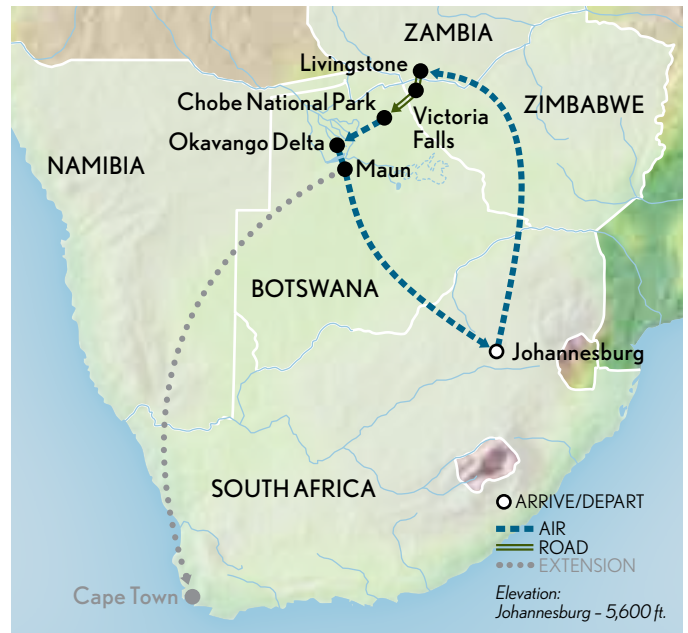 ZAMBIA
Livingstone
ZIMBABWE
Chobe National Park
Victoria
Falls
Okavango Delta
NAMIBIA
Maun
BOTSWANA
Johannesburg
SOUTH AFRICA
ARRIVE/DEPART
AIR
ROAD
EXTENSION
Cape Town
Elevation:
Johannesburg – 5,600 ft.